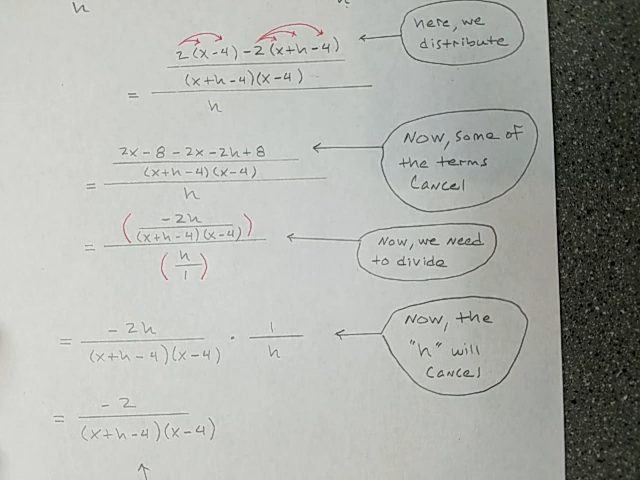 h h
2(x-4)-2(x+h-4)
(x+h-4)(x-4)
=
h
here, we
distribute
2x-8-2x-2h+8
(x+h-4)(x-4)
=
h
Now, some of
the terms
cancel
(-2h
(x+h-4)(x-4))
=
(h
1)
Now, we need
to divide
= -2h/(x+h-4)(x-4) · 1/h
Now, the
"h" will
cancel
= -2/(x+h-4)(x-4)